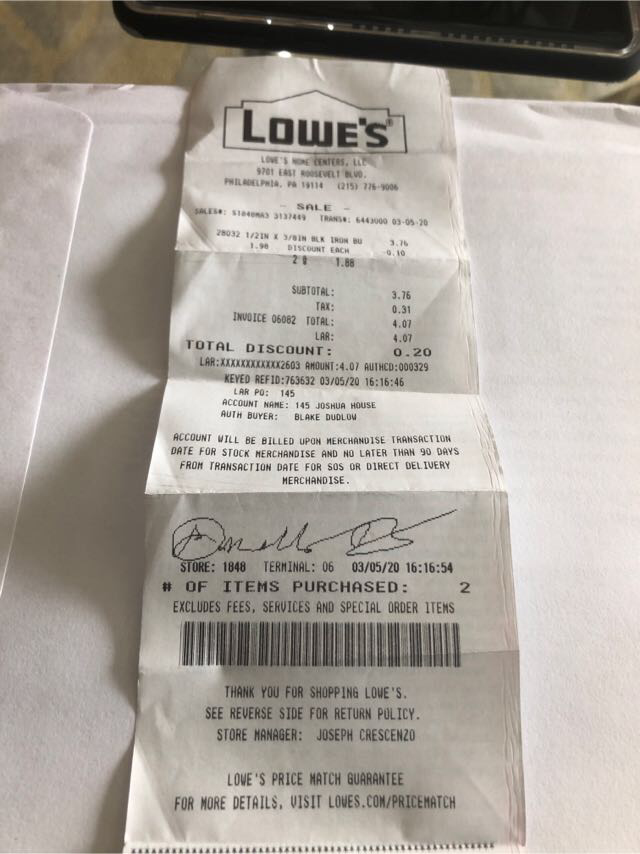 LOWE'S®
LOWE'S HOME CENTERS, LLC
9701 EAST ROOSEVELT BLVD.
PHILADELPHIA, PA 19114 (215) 776-9006
- SALE -
SALES#: S1848MA3 3137449 TRANS#: 6443000 03-05-20
28032 1/2IN X 3/8IN BLK IRON BU 3.76
1.98 DISCOUNT EACH -0.10
2 @ 1.88
SUBTOTAL: 3.76
TAX: 0.31
INVOICE 06082 TOTAL: 4.07
LAR: 4.07
TOTAL DISCOUNT: 0.20
LAR:XXXXXXXXXXXX2603 AMOUNT:4.07 AUTHCD:000329
KEYED REFID:763632 03/05/20 16:16:46
LAR PO: 145
ACCOUNT NAME: 145 JOSHUA HOUSE
AUTH BUYER: BLAKE DUDLOW
ACCOUNT WILL BE BILLED UPON MERCHANDISE TRANSACTION
DATE FOR STOCK MERCHANDISE AND NO LATER THAN 90 DAYS
FROM TRANSACTION DATE FOR SOS OR DIRECT DELIVERY
MERCHANDISE.
STORE: 1848 TERMINAL: 06 03/05/20 16:16:54
# OF ITEMS PURCHASED: 2
EXCLUDES FEES, SERVICES AND SPECIAL ORDER ITEMS
THANK YOU FOR SHOPPING LOWE'S.
SEE REVERSE SIDE FOR RETURN POLICY.
STORE MANAGER: JOSEPH CRESCENZO
LOWE'S PRICE MATCH GUARANTEE
FOR MORE DETAILS, VISIT LOWES.COM/PRICEMATCH